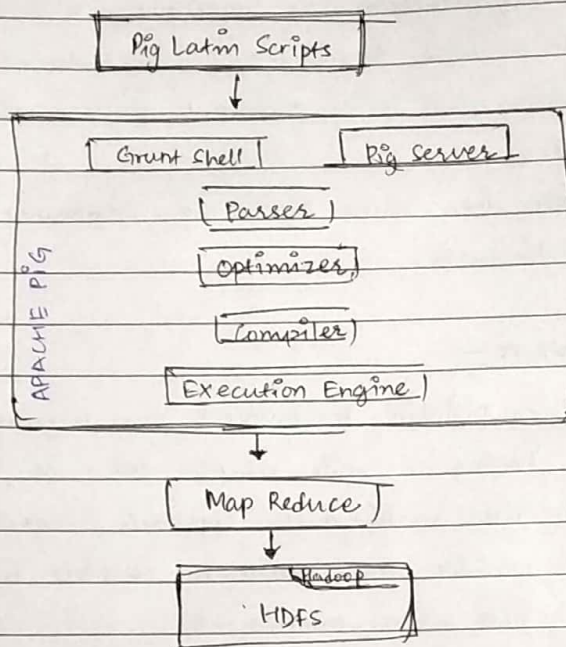 Pig Latin Scripts
Grunt Shell
Pig Server
Parser
Optimizer
Compiler
Execution Engine
APACHE PIG
Map Reduce
Hadoop
HDFS